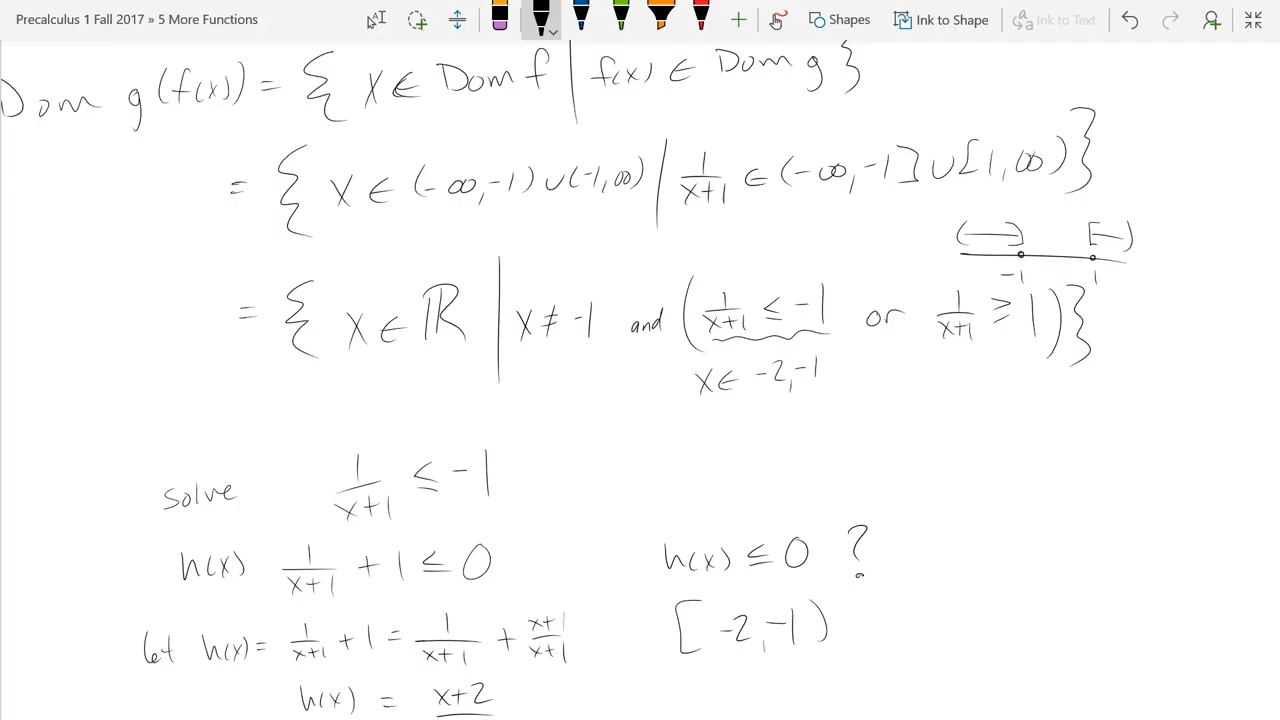 Precalculus 1 Fall 2017 » 5 More Functions
Shapes
Ink to Shape
Ink to Text
Dom g(f(x)) = { x ∈ Dom f | f(x) ∈ Dom g }
= { x ∈ (-∞,-1) ∪ (-1,∞) | 1/(x+1) ∈ (-∞,-1] ∪ [1,∞) }
( ] [ )
-1 1
= { x ∈ ℝ | x ≠ -1 and ( 1/(x+1) ≤ -1 or 1/(x+1) ≥ 1 ) }
x ∈ -2,-1
solve 1/(x+1) ≤ -1
h(x) 1/(x+1) + 1 ≤ 0 h(x) ≤ 0 ?
let h(x) = 1/(x+1) + 1 = 1/(x+1) + (x+1)/(x+1) [-2,-1)
h(x) = x+2